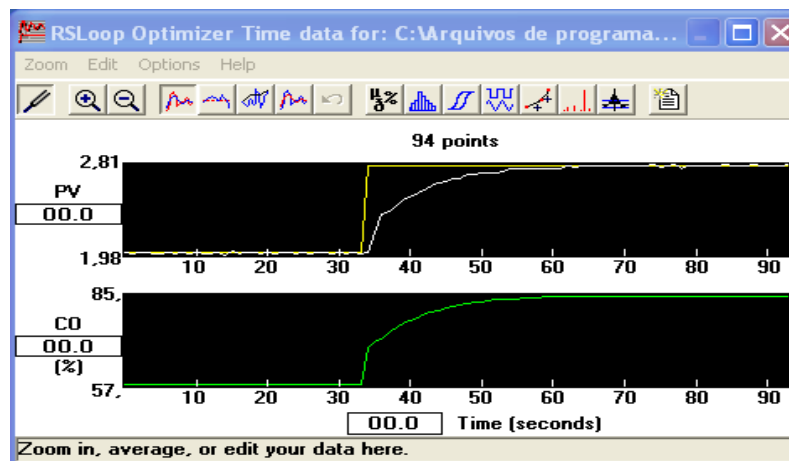 RSLoop Optimizer Time data for: C:\Arquivos de programa...
Zoom Edit Options Help
94 points
2,81
PV
00.0
1,98
10 20 30 40 50 60 70 80 90
85,
CO
00.0
(%)
57,
10 20 30 40 50 60 70 80 90
00.0 Time (seconds)
Zoom in, average, or edit your data here.